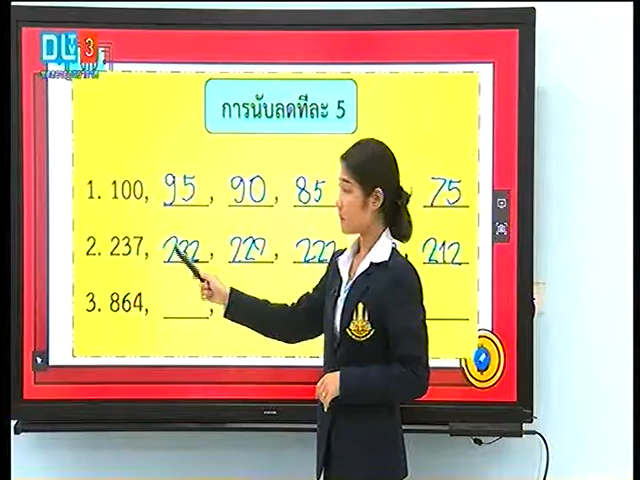 DLTV 3
การนับลดทีละ 5
1. 100, 95, 90, 85 75
2. 237, 232, 227, 222 212
3. 864,